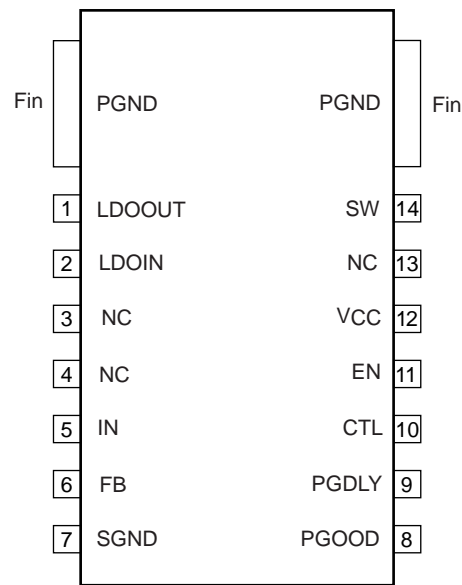 Fin PGND PGND Fin
1 LDOOUT SW 14
2 LDOIN NC 13
3 NC VCC 12
4 NC EN 11
5 IN CTL 10
6 FB PGDLY 9
7 SGND PGOOD 8